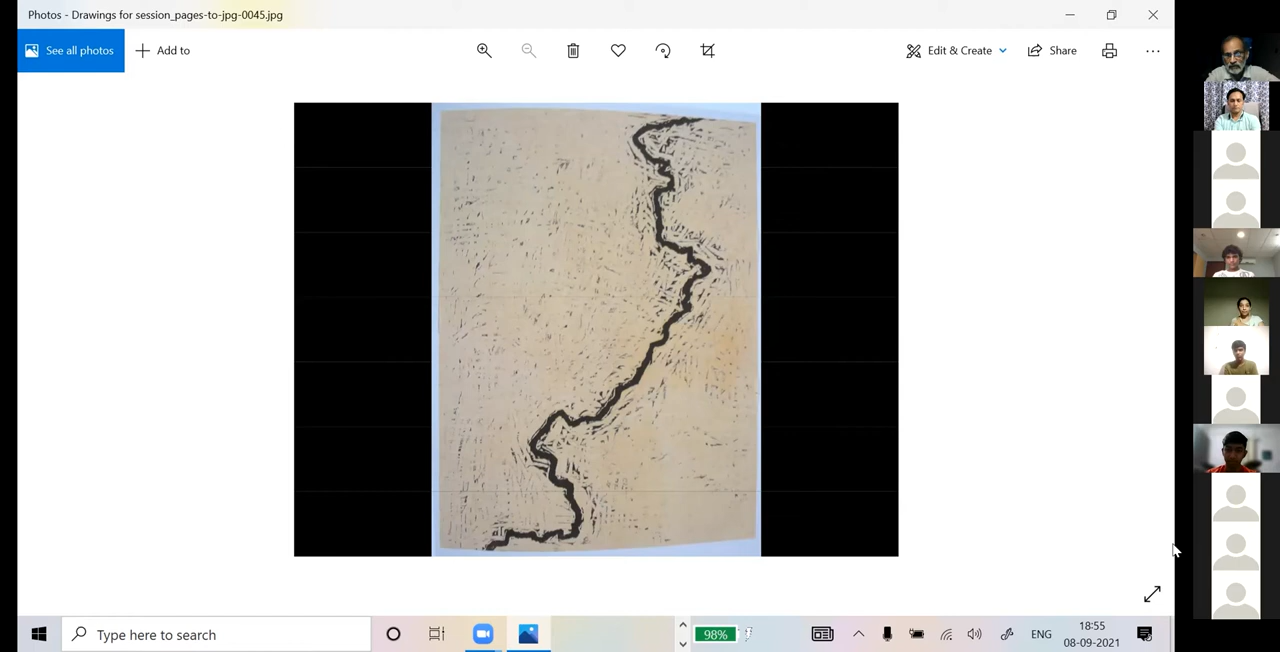 Photos - Drawings for session_pages-to-jpg-0045.jpg
See all photos
Add to
Edit & Create
Share
Type here to search
98%
ENG
18:55
08-09-2021